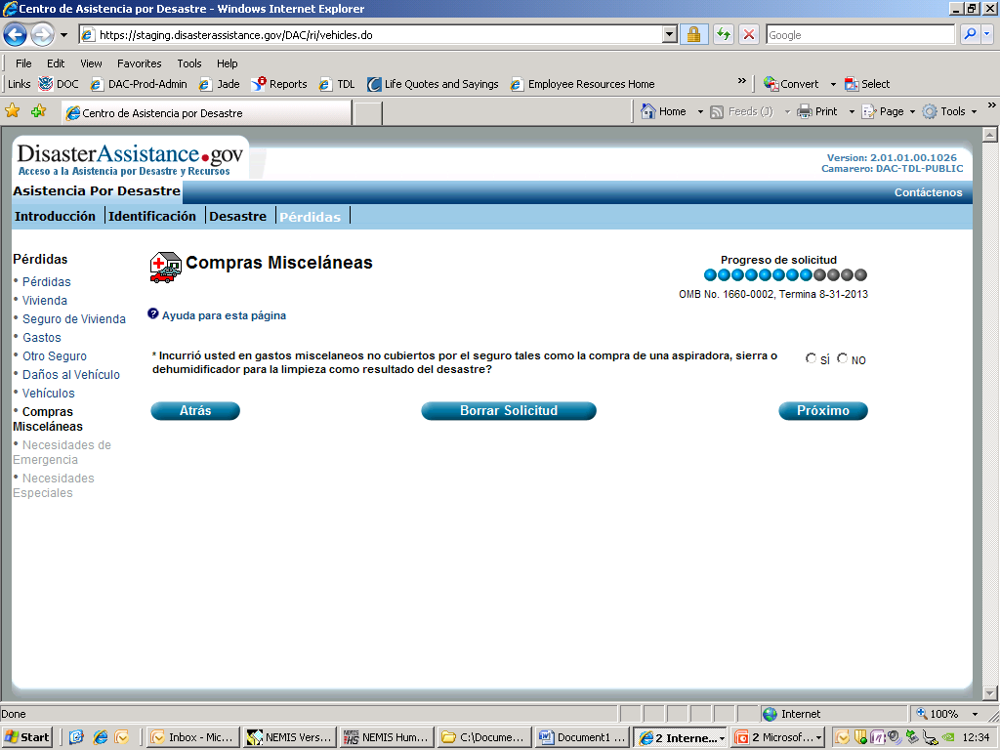 Centro de Asistencia por Desastre - Windows Internet Explorer
https://staging.disasterassistance.gov/DAC/ri/vehicles.do
Google
File Edit View Favorites Tools Help
Links DOC DAC-Prod-Admin Jade Reports TDL Life Quotes and Sayings Employee Resources Home » Convert Select
Centro de Asistencia por Desastre
Home Feeds (J) Print Page Tools »
DisasterAssistance.gov
Acceso a la Asistencia por Desastre y Recursos
Version: 2.01.01.00.1026
Camarero: DAC-TDL-PUBLIC
Asistencia Por Desastre
Contáctenos
Introducción Identificación Desastre Pérdidas
Pérdidas
• Pérdidas
• Vivienda
• Seguro de Vivienda
• Gastos
• Otro Seguro
• Daños al Vehículo
• Vehículos
• Compras
Misceláneas
• Necesidades de
Emergencia
• Necesidades
Especiales
Compras Misceláneas
Progreso de solicitud
OMB No. 1660-0002, Termina 8-31-2013
? Ayuda para esta página
* Incurrió usted en gastos miscelaneos no cubiertos por el seguro tales como la compra de una aspiradora, sierra o
dehumidificador para la limpieza como resultado del desastre?
SÍ NO
Atrás Borrar Solicitud Próximo
Done Internet 100%
Start Inbox - Mic... NEMIS Vers... NEMIS Hum... C:\Docume... Document1 ... 2 Interne... 2 Microsof... 12:34